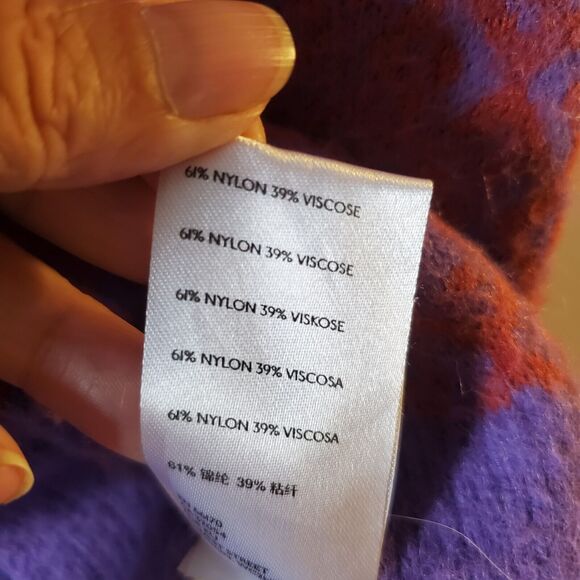 61% NYLON 39% VISCOSE
61% NYLON 39% VISCOSE
61% NYLON 39% VISKOSE
61% NYLON 39% VISCOSA
61% NYLON 39% VISCOSA
61% 锦纶 39% 粘纤
STREET